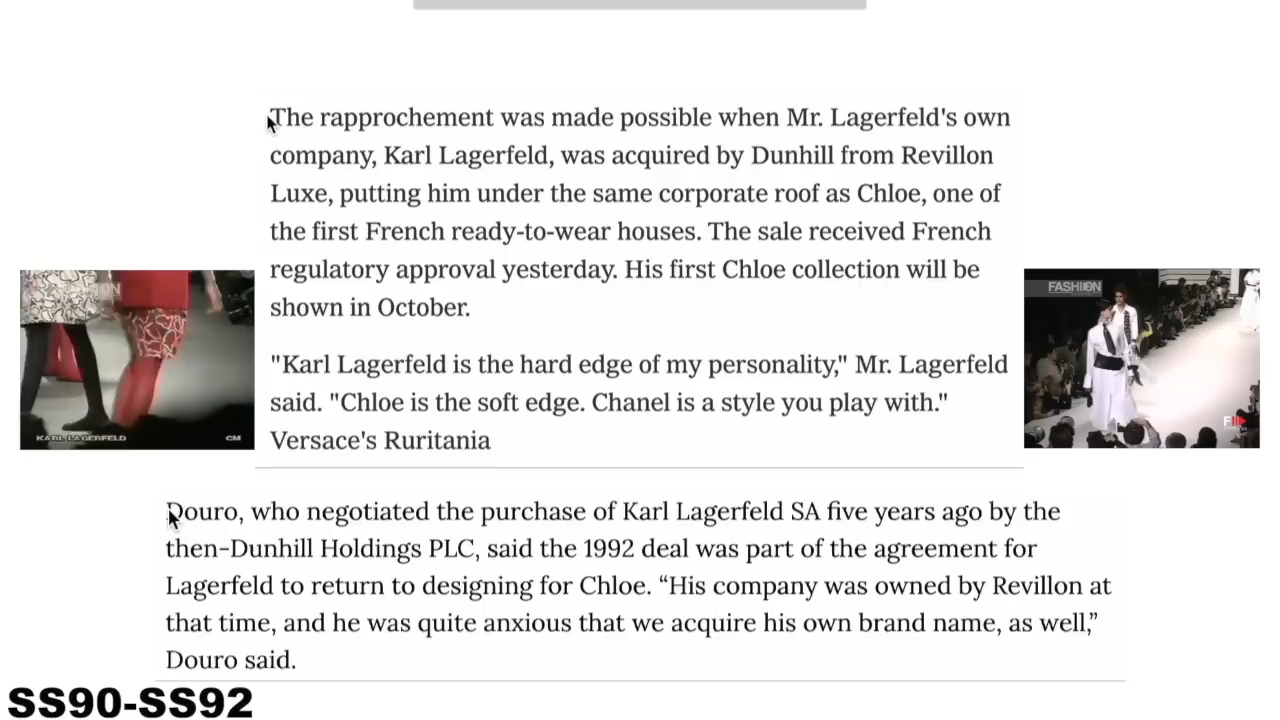 The rapprochement was made possible when Mr. Lagerfeld's own
company, Karl Lagerfeld, was acquired by Dunhill from Revillon
Luxe, putting him under the same corporate roof as Chloe, one of
the first French ready-to-wear houses. The sale received French
regulatory approval yesterday. His first Chloe collection will be
shown in October.
"Karl Lagerfeld is the hard edge of my personality," Mr. Lagerfeld
said. "Chloe is the soft edge. Chanel is a style you play with."
Versace's Ruritania
KARL LAGERFELD
CM
FASHION
Douro, who negotiated the purchase of Karl Lagerfeld SA five years ago by the
then-Dunhill Holdings PLC, said the 1992 deal was part of the agreement for
Lagerfeld to return to designing for Chloe. “His company was owned by Revillon at
that time, and he was quite anxious that we acquire his own brand name, as well,”
Douro said.
SS90-SS92